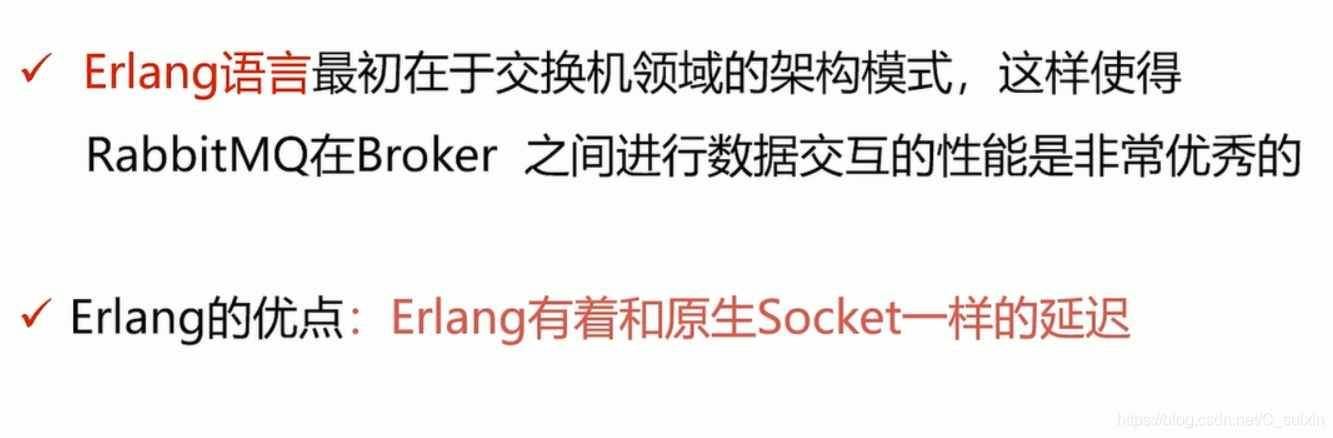 ✓ Erlang语言最初在于交换机领域的架构模式，这样使得
RabbitMQ在Broker 之间进行数据交互的性能是非常优秀的
✓ Erlang的优点：Erlang有着和原生Socket一样的延迟
https://blog.csdn.net/C_suixin